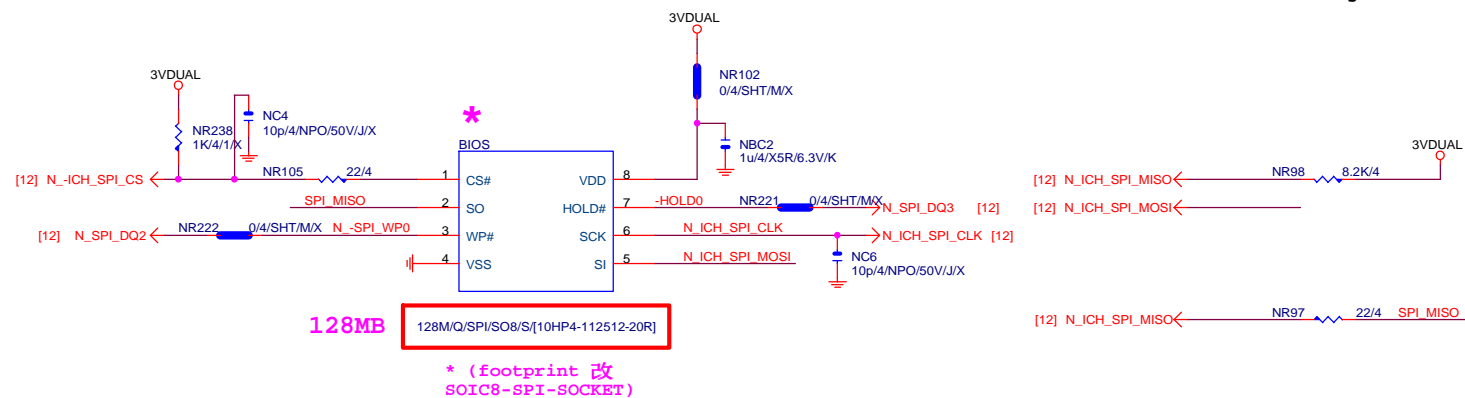 3VDUAL
NR102
0/4/SHT/M/X
3VDUAL
NC4
10p/4/NPO/50V/J/X
NR238
1K/4/1/X
*
NBC2
1u/4/X5R/6.3V/K
BIOS
[12] N_-ICH_SPI_CS
NR105
22/4
1
CS#
VDD
8
SPI_MISO
2
SO
HOLD#
7
-HOLD0
NR221
0/4/SHT/M/X
N_SPI_DQ3
[12]
[12]
N_SPI_DQ2
NR222
0/4/SHT/M/X
N_-SPI_WP0
3
WP#
SCK
6
N_ICH_SPI_CLK
N_ICH_SPI_CLK
[12]
4
VSS
SI
5
N_ICH_SPI_MOSI
NC6
10p/4/NPO/50V/J/X
128MB
128M/Q/SPI/SO8/S/[10HP4-112512-20R]
* (footprint 改
SOIC8-SPI-SOCKET)
3VDUAL
[12] N_ICH_SPI_MISO
NR98
8.2K/4
[12] N_ICH_SPI_MOSI
[12] N_ICH_SPI_MISO
NR97
22/4
SPI_MISO